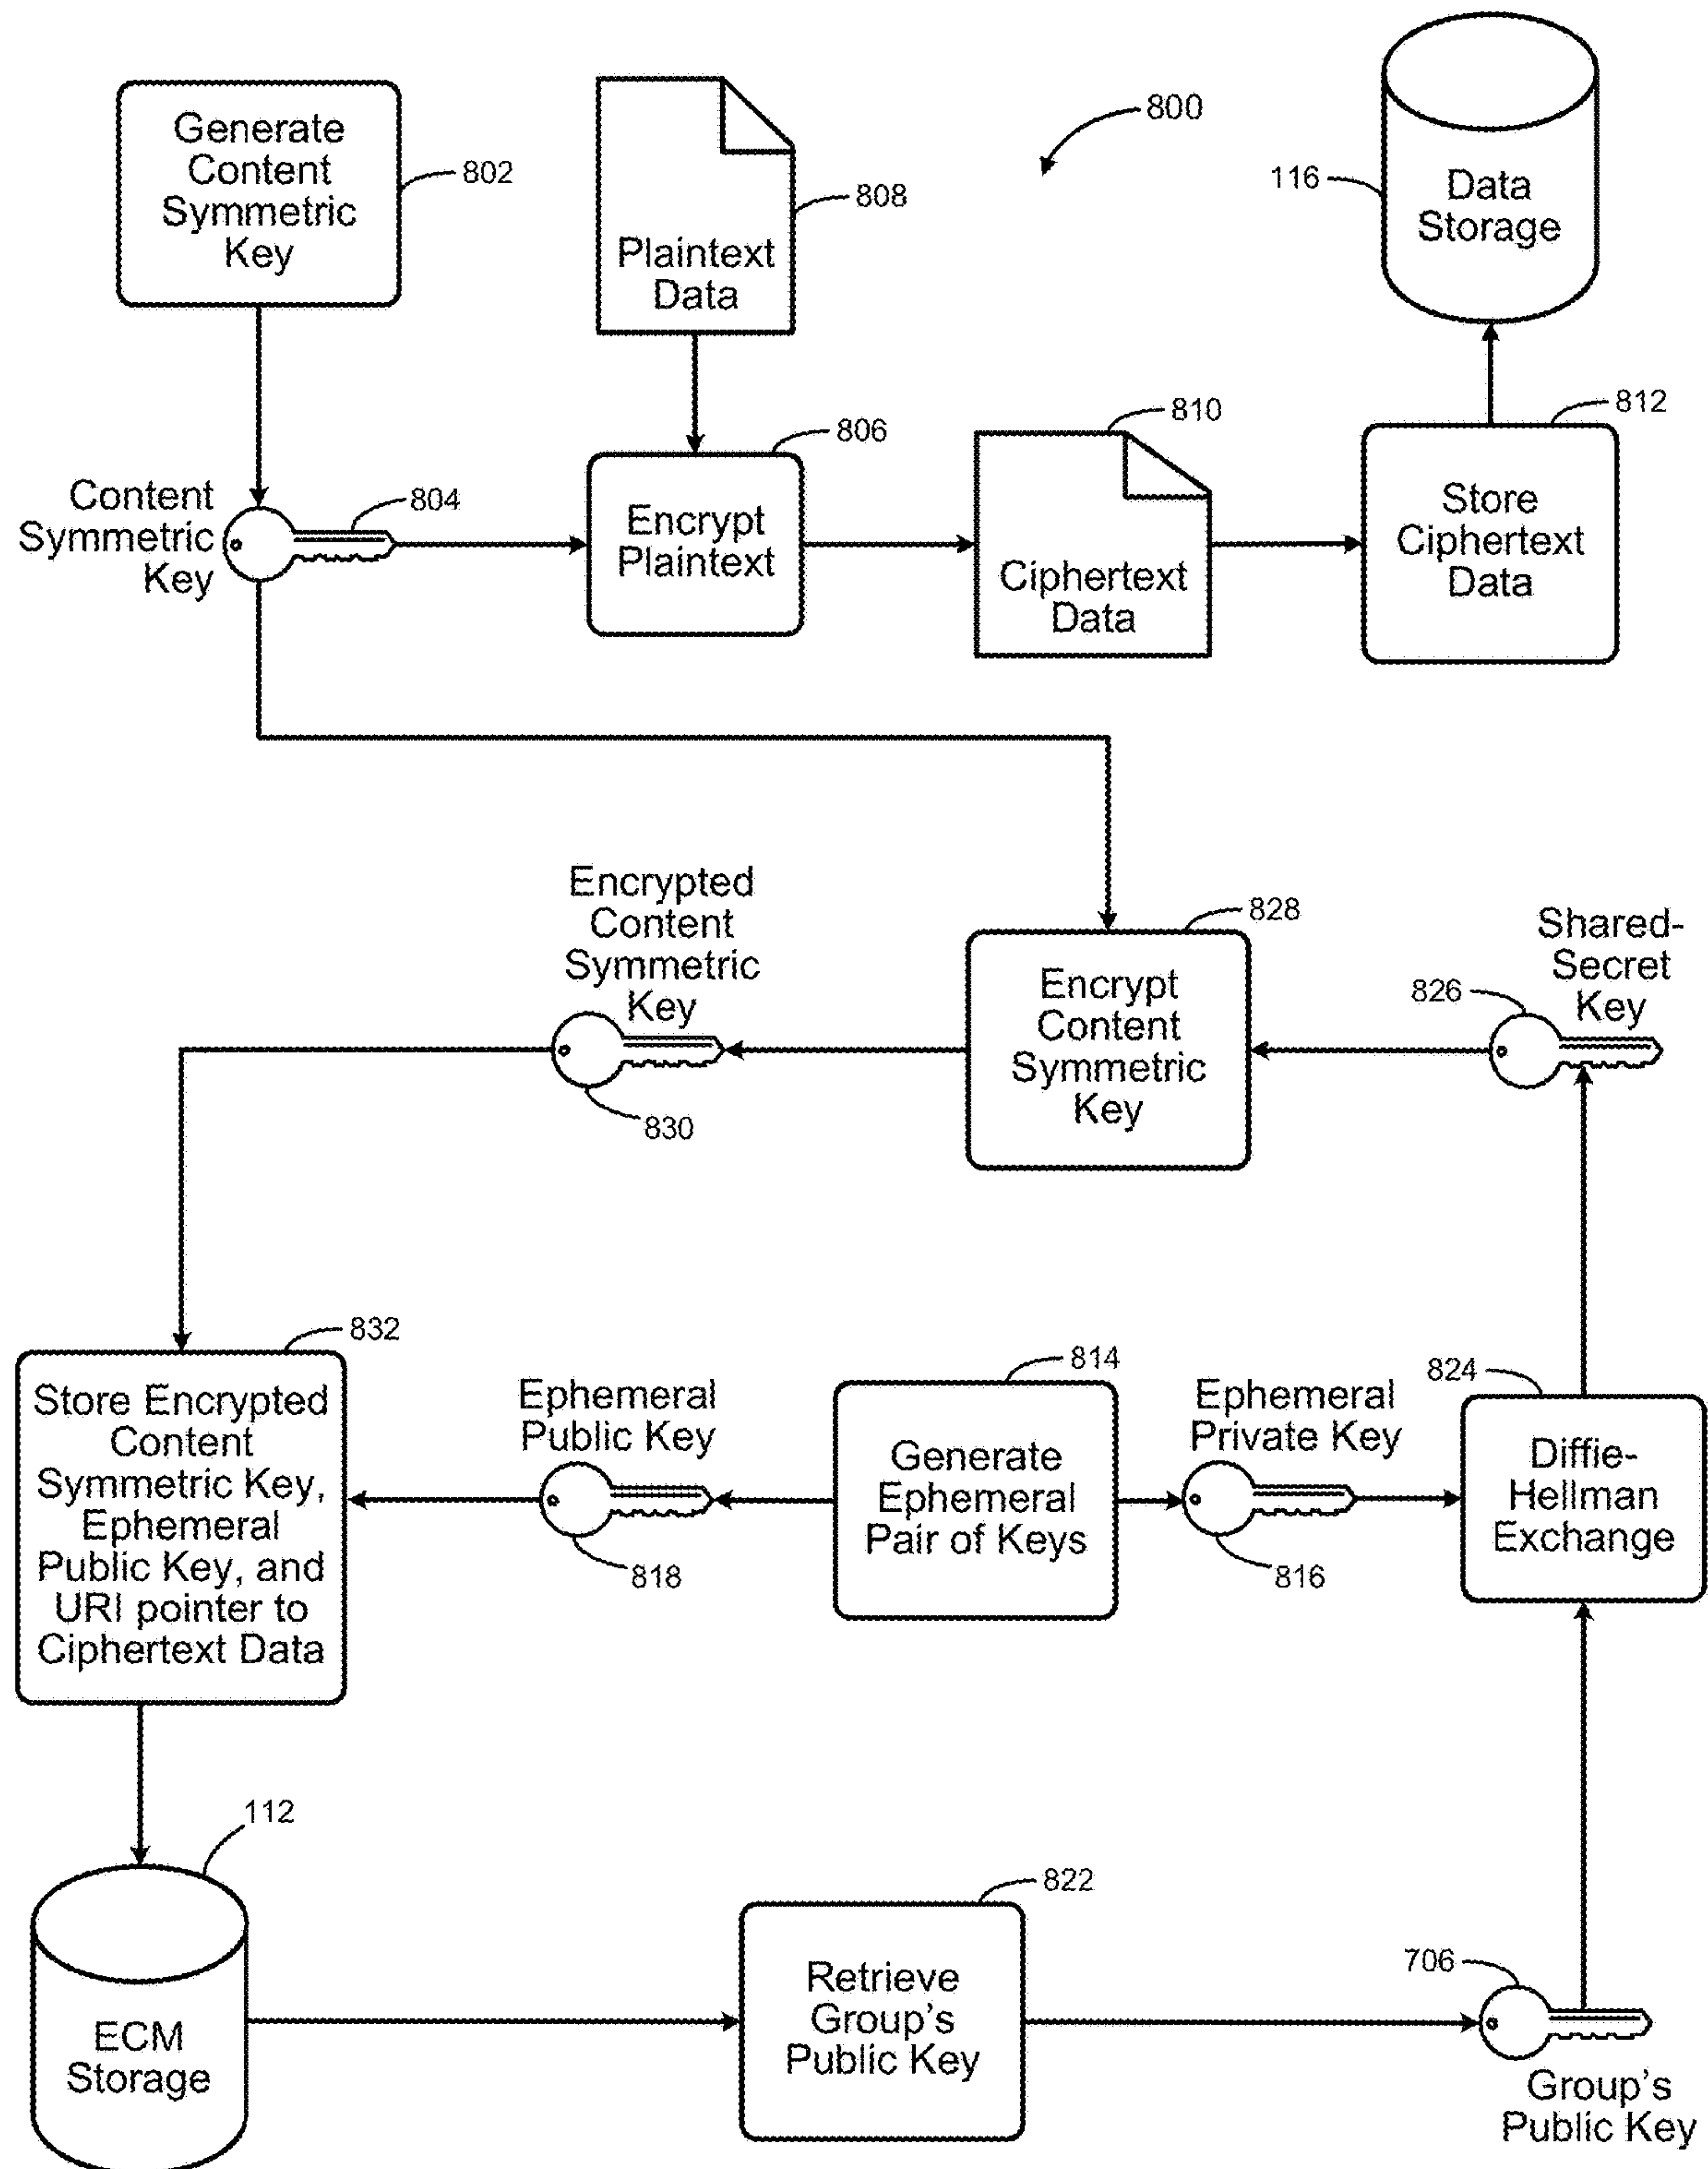 Generate
Content
Symmetric
Key
802
Plaintext
Data
808
800
116
Data
Storage
Content
Symmetric
Key
804
806
Encrypt
Plaintext
810
Ciphertext
Data
812
Store
Ciphertext
Data
Encrypted
Content
Symmetric
Key
830
828
Encrypt
Content
Symmetric
Key
826
Shared-
Secret
Key
832
Store Encrypted
Content
Symmetric Key,
Ephemeral
Public Key, and
URI pointer to
Ciphertext Data
Ephemeral
Public Key
818
814
Generate
Ephemeral
Pair of Keys
Ephemeral
Private Key
816
824
Diffie-
Hellman
Exchange
112
ECM
Storage
822
Retrieve
Group's
Public Key
706
Group's
Public Key